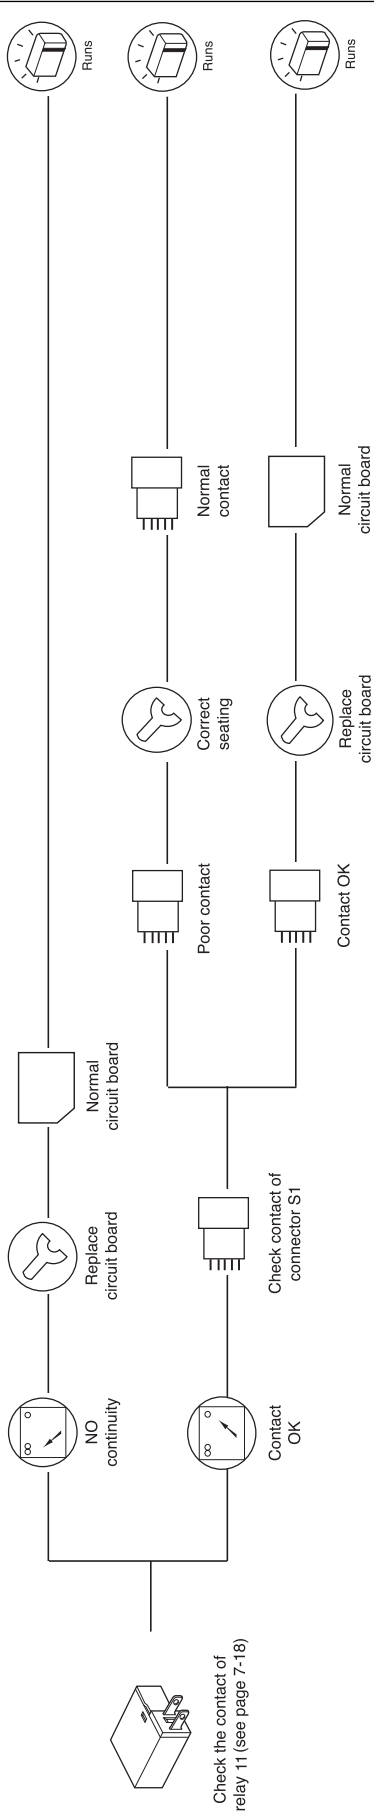 Check the contact of
relay 11 (see page 7-18)
NO
continuity
Replace
circuit board
Normal
circuit board
Runs
Contact
OK
Check contact of
connector S1
Poor contact
Correct
seating
Normal
contact
Runs
Contact OK
Replace
circuit board
Normal
circuit board
Runs